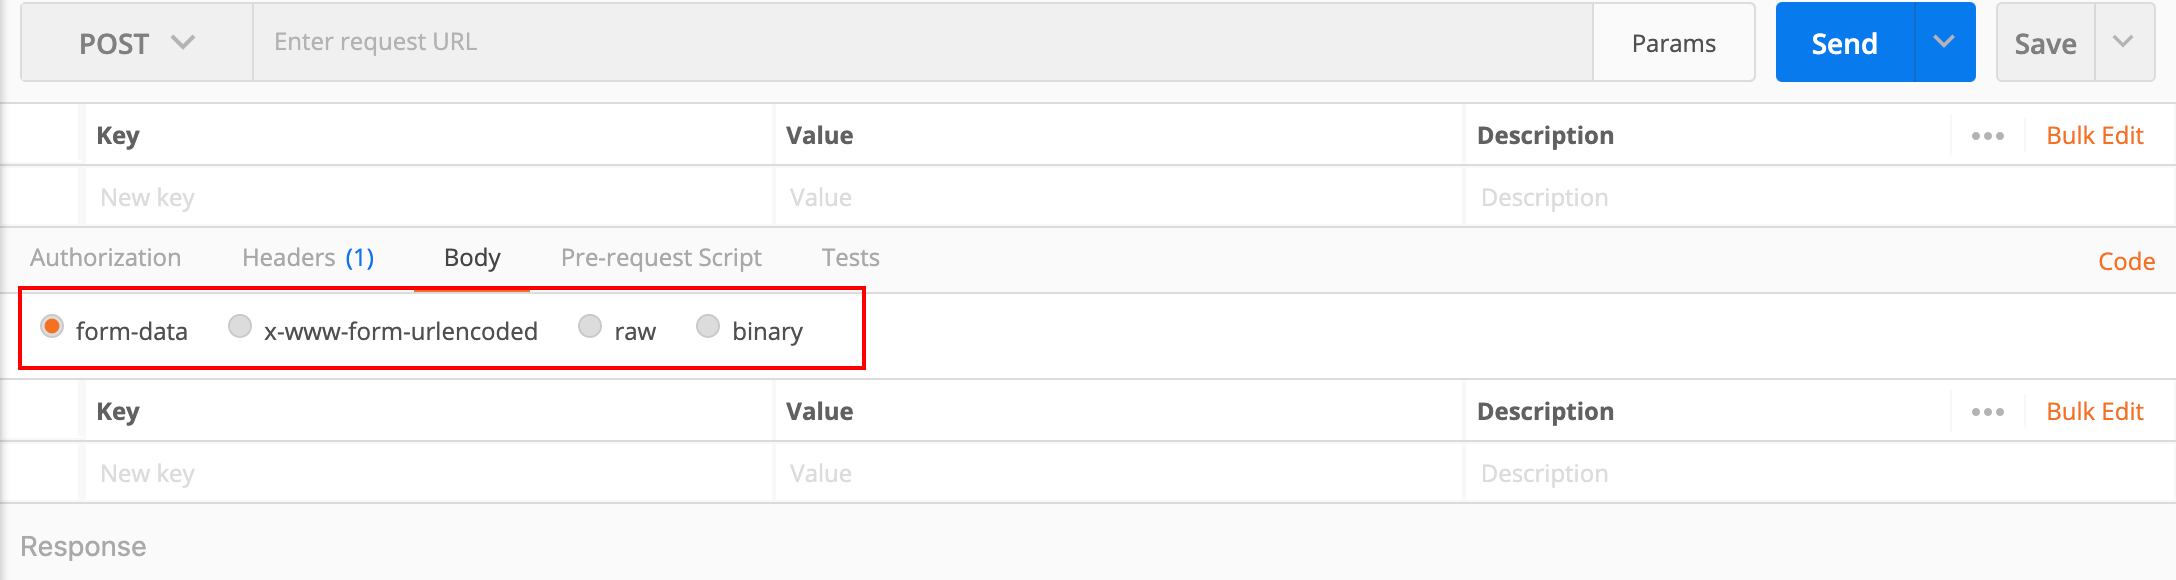 POST Enter request URL Params Send Save
Key Value Description ••• Bulk Edit
New key Value Description
Authorization Headers (1) Body Pre-request Script Tests Code
form-data x-www-form-urlencoded raw binary
Key Value Description ••• Bulk Edit
New key Value Description
Response